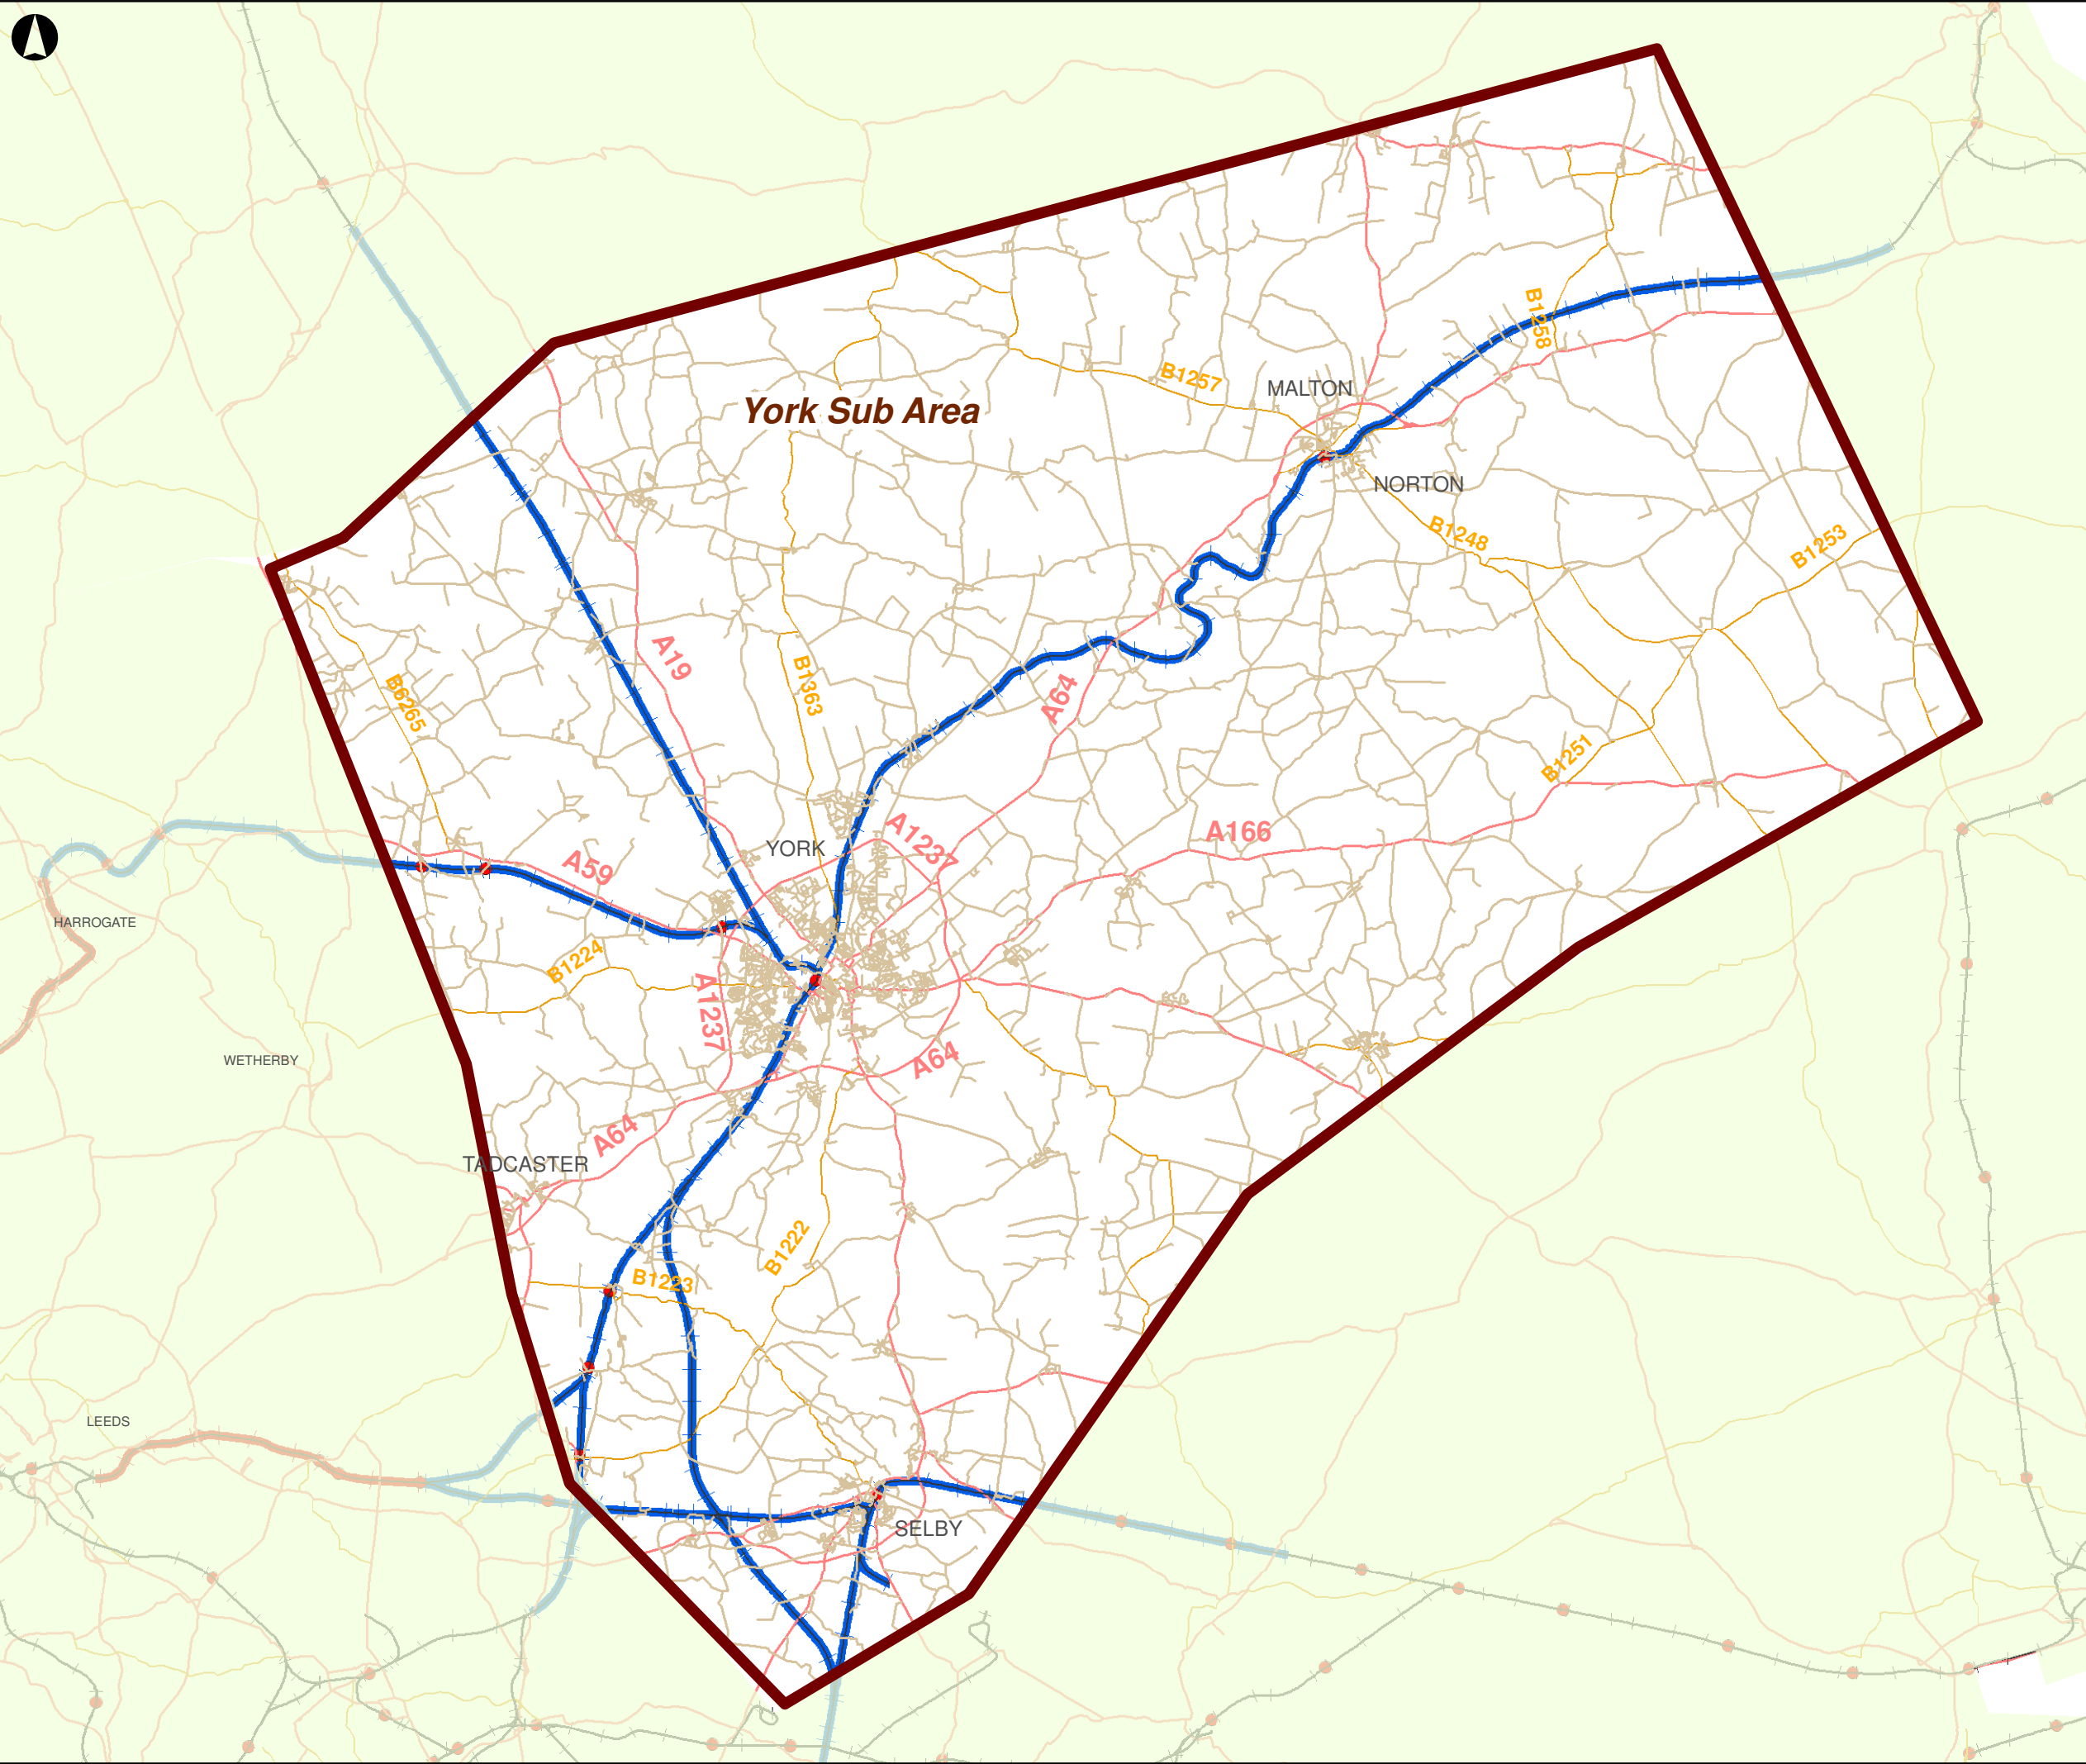 B1258
B1257
MALTON
York Sub Area
NORTON
B1248
B1253
A19
B1363
B6265
A64
B1251
A1237
A166
YORK
A59
HARROGATE
B1224
A1237
WETHERBY
A64
A64
TADCASTER
B1222
B1223
LEEDS
SELBY